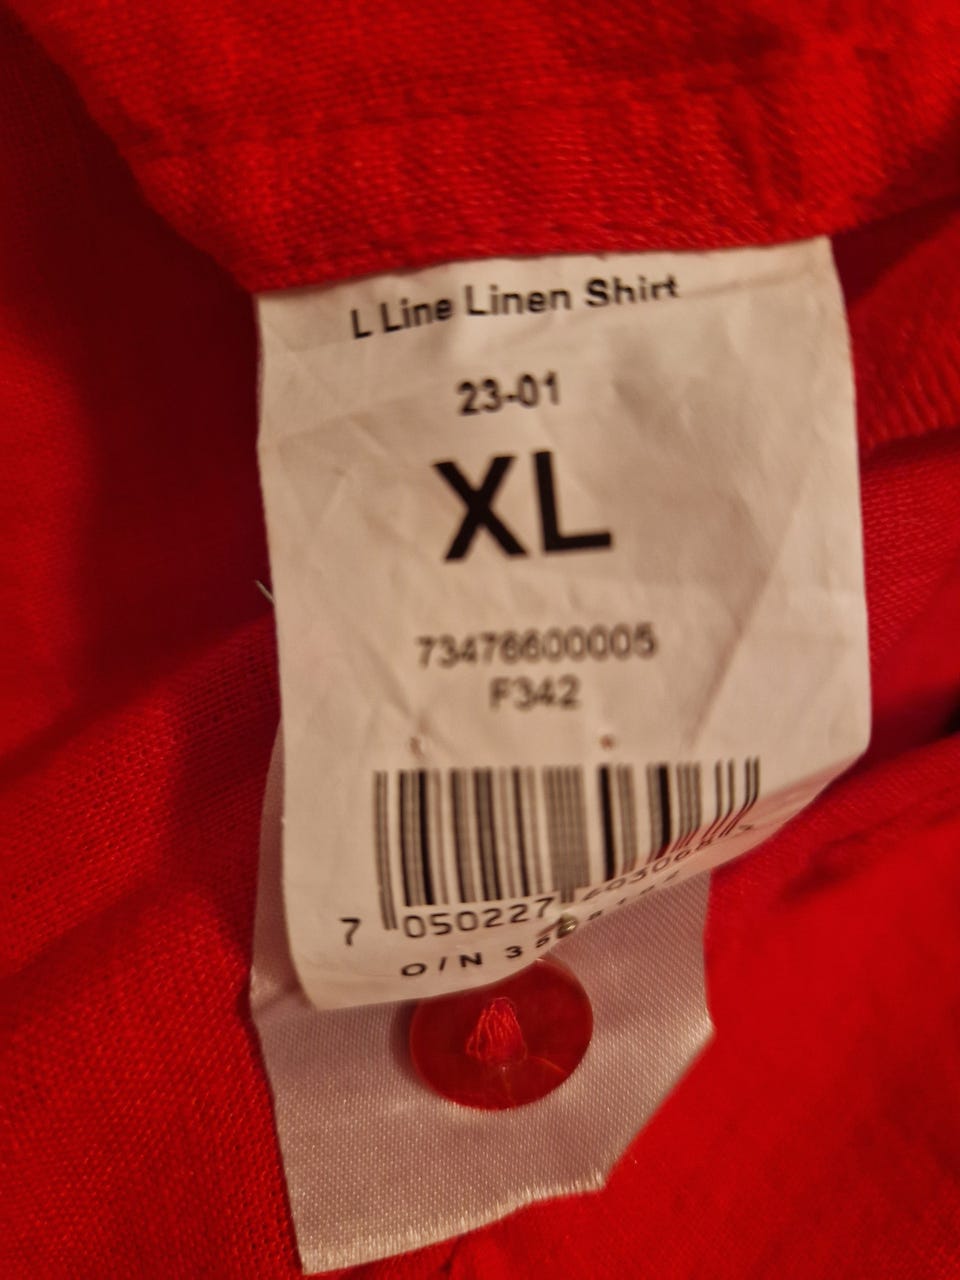 L Line Linen Shirt
23-01
XL
73476600005
F342
7 050227
O/N